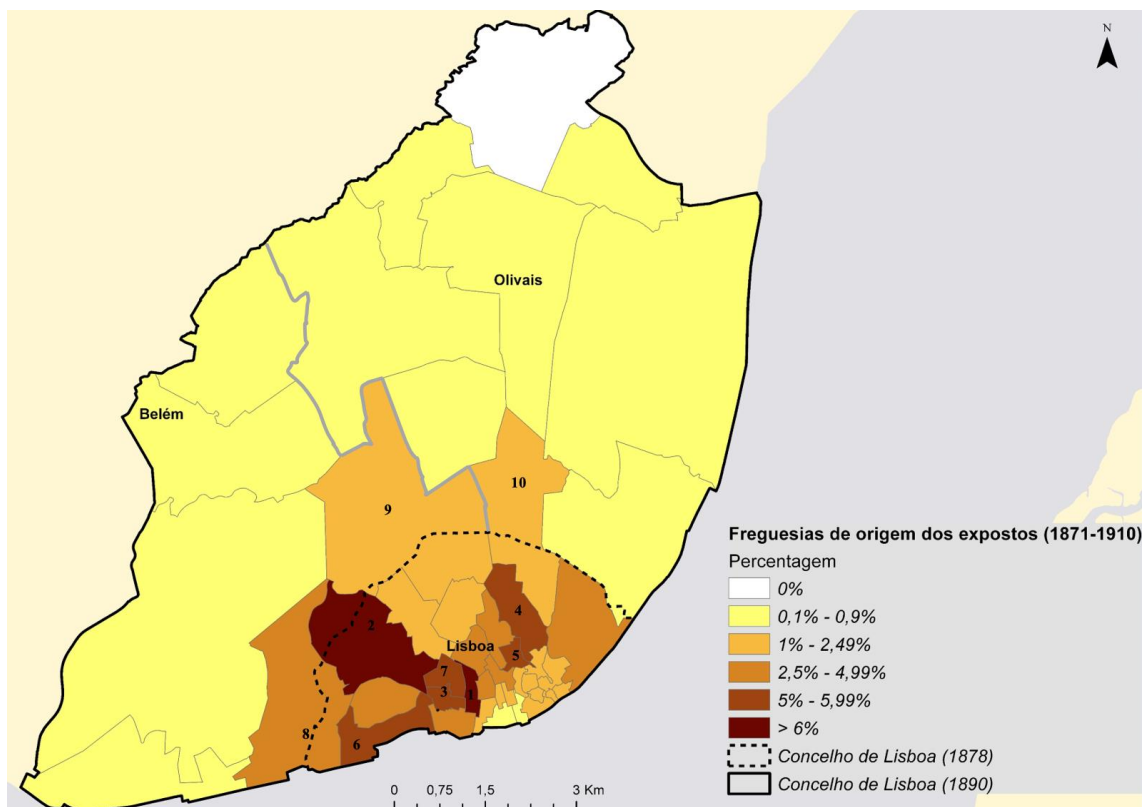 N
Olivais
Belém
10
9
4
2
Lisboa
5
7
3
1
8
6
Freguesias de origem dos expostos (1871-1910)
Percentagem
0%
0,1% - 0,9%
1% - 2,49%
2,5% - 4,99%
5% - 5,99%
> 6%
Concelho de Lisboa (1878)
Concelho de Lisboa (1890)
0 0,75 1,5 3 Km